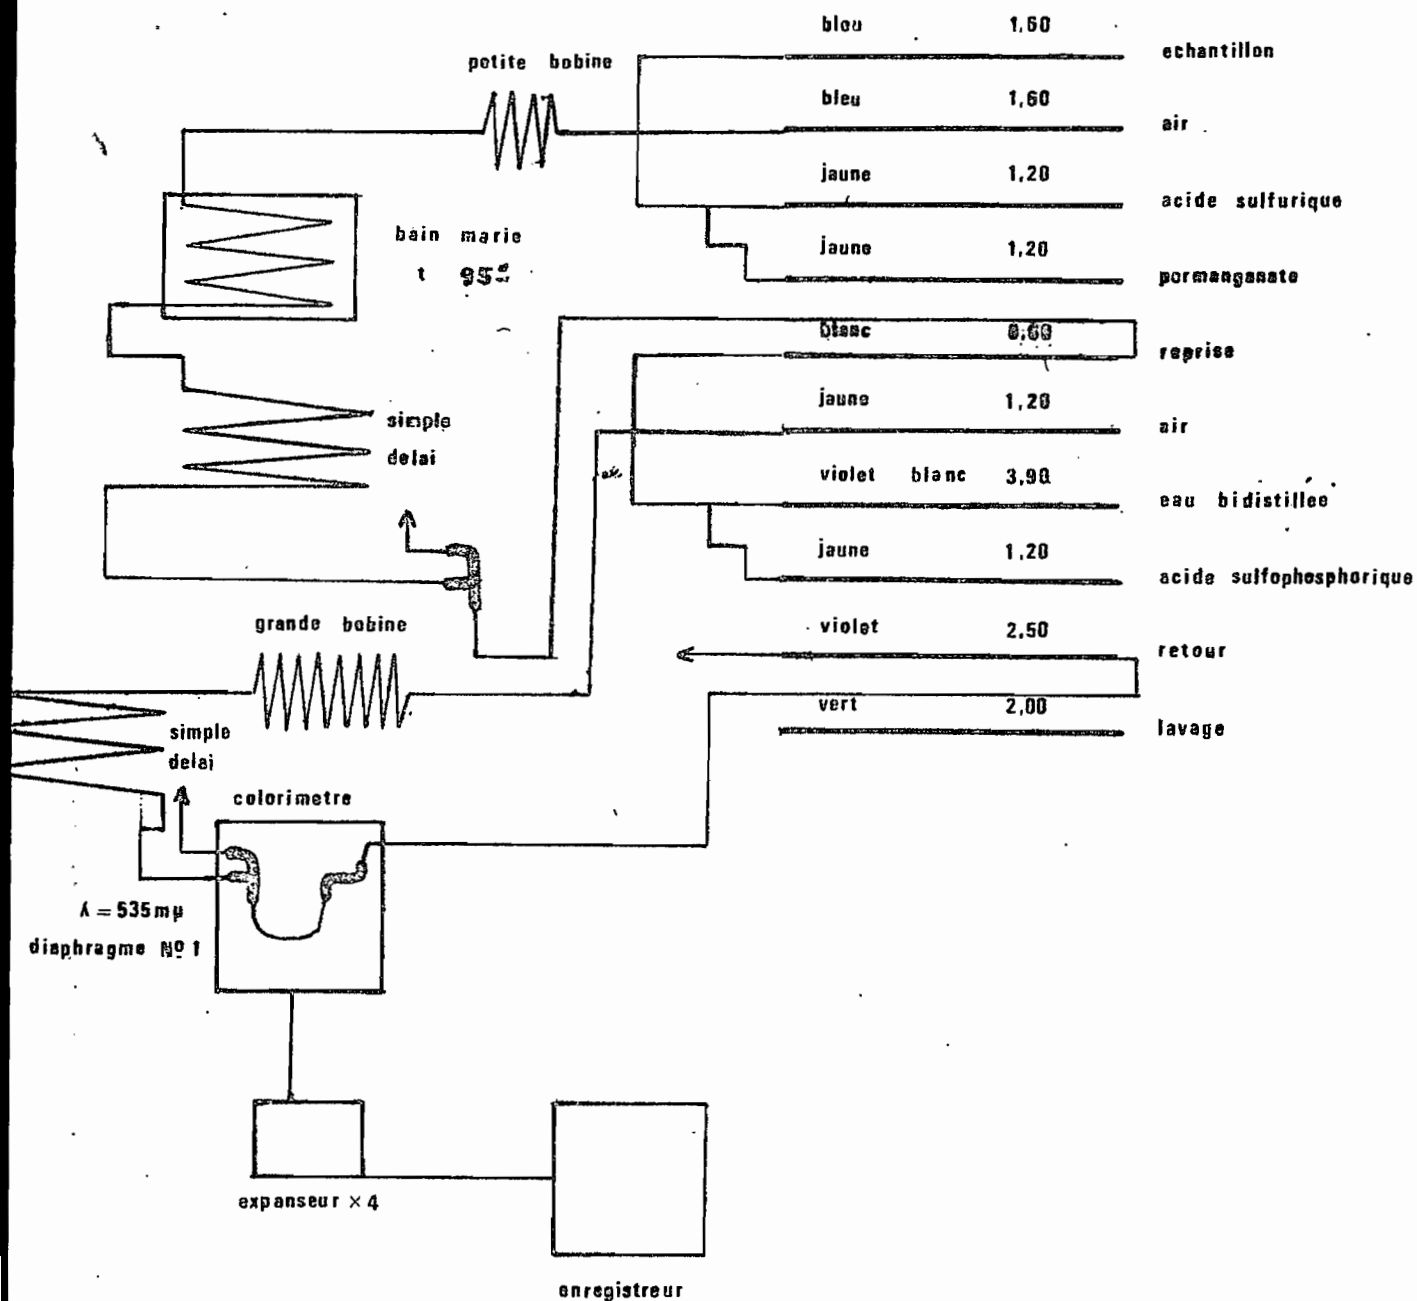 bleu 1,60
echantillon
petite bobine
bleu 1,60
air
jaune 1,20
acide sulfurique
bain marie
t 95°
jaune 1,20
permanganate
blanc 0,60
reprise
jaune 1,20
air
simple
delai
violet blanc 3,90
eau bidistillée
jaune 1,20
acide sulfophosphorique
grande bobine
violet 2,50
retour
vert 2,00
lavage
simple
delai
colorimetre
λ = 535mμ
diaphragme Nº 1
expanseur × 4
enregistreur